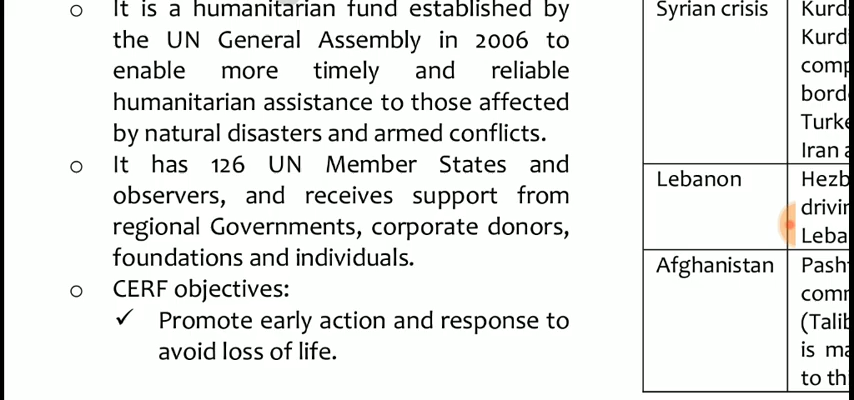 ○ It is a humanitarian fund established by
the UN General Assembly in 2006 to
enable more timely and reliable
humanitarian assistance to those affected
by natural disasters and armed conflicts.
○ It has 126 UN Member States and
observers, and receives support from
regional Governments, corporate donors,
foundations and individuals.
○ CERF objectives:
✓ Promote early action and response to
avoid loss of life.
Syrian crisis
Iran
Lebanon
Afghanistan
is